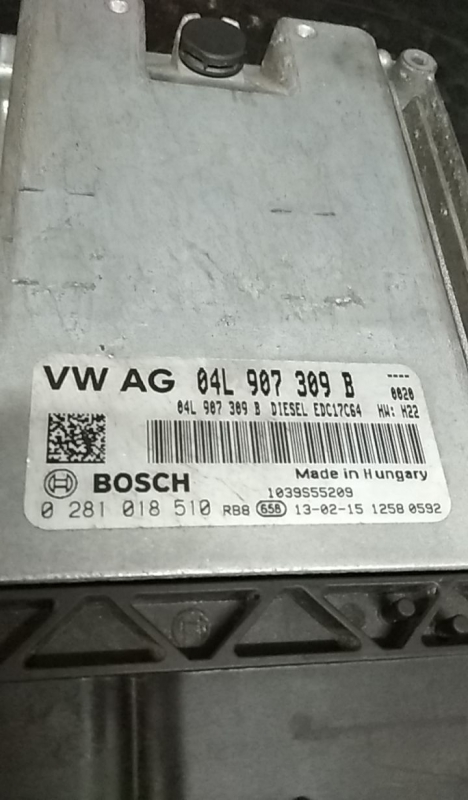 VW AG 04L 907 309 B ----
0020
04L 907 309 B DIESEL EDC17C64 HW: H22
Made in Hungary
BOSCH
1039S55209
0 281 018 510 RB8 658 13-02-15 1258 0592